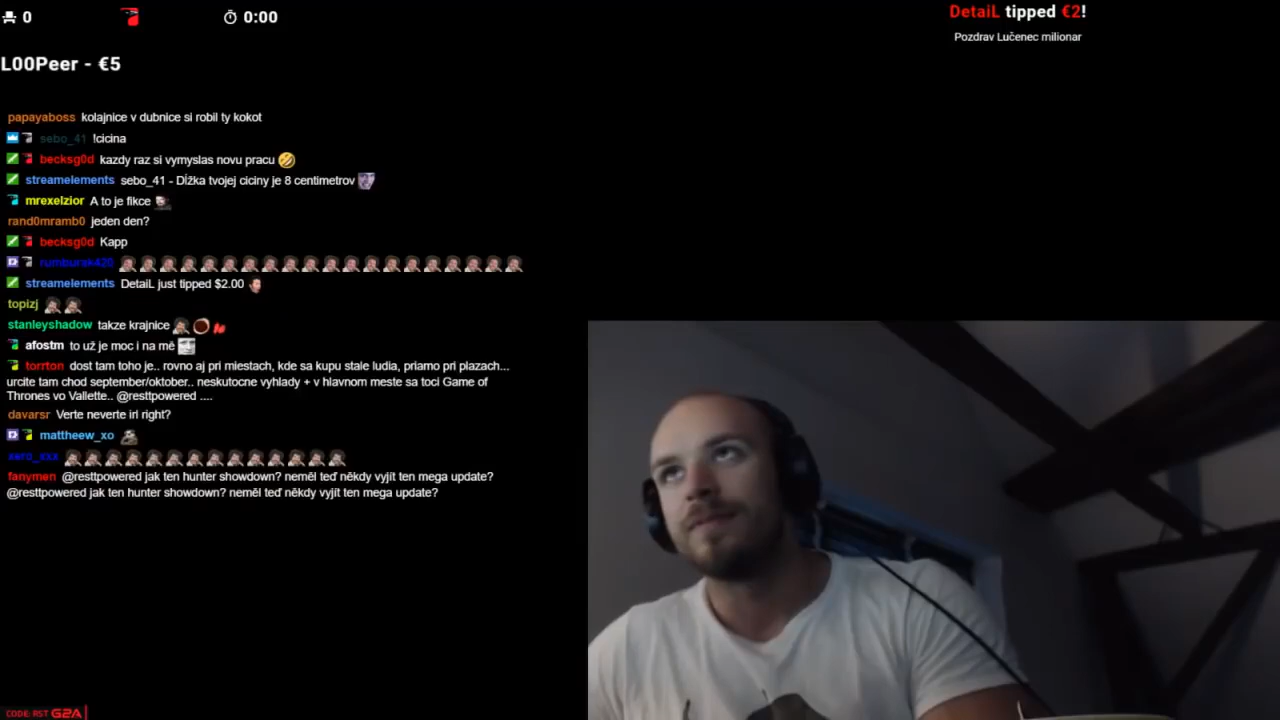 0
0:00
DetaiL tipped €2!
Pozdrav Lučenec milionar
L00Peer - €5
papayaboss kolajnice v dubnice si robil ty kokot
sebo_41 !cicina
becksg0d kazdy raz si vymyslas novu pracu
streamelements sebo_41 - Dĺžka tvojej ciciny je 8 centimetrov
mrexelzior A to je fikce
rand0mramb0 jeden den?
becksg0d Kapp
rumburak420
streamelements DetaiL just tipped $2.00
topizj
stanleyshadow takze krajnice
afostm to už je moc i na mě
torrton dost tam toho je.. rovno aj pri miestach, kde sa kupu stale ludia, priamo pri plazach...
urcite tam chod september/oktober.. neskutocne vyhlady + v hlavnom meste sa toci Game of
Thrones vo Vallette.. @resttpowered ....
davarsr Verte neverte irl right?
mattheew_xo
xero_xxx
fanymen @resttpowered jak ten hunter showdown? neměl teď někdy vyjít ten mega update?
@resttpowered jak ten hunter showdown? neměl teď někdy vyjít ten mega update?
CODE: RST G2A